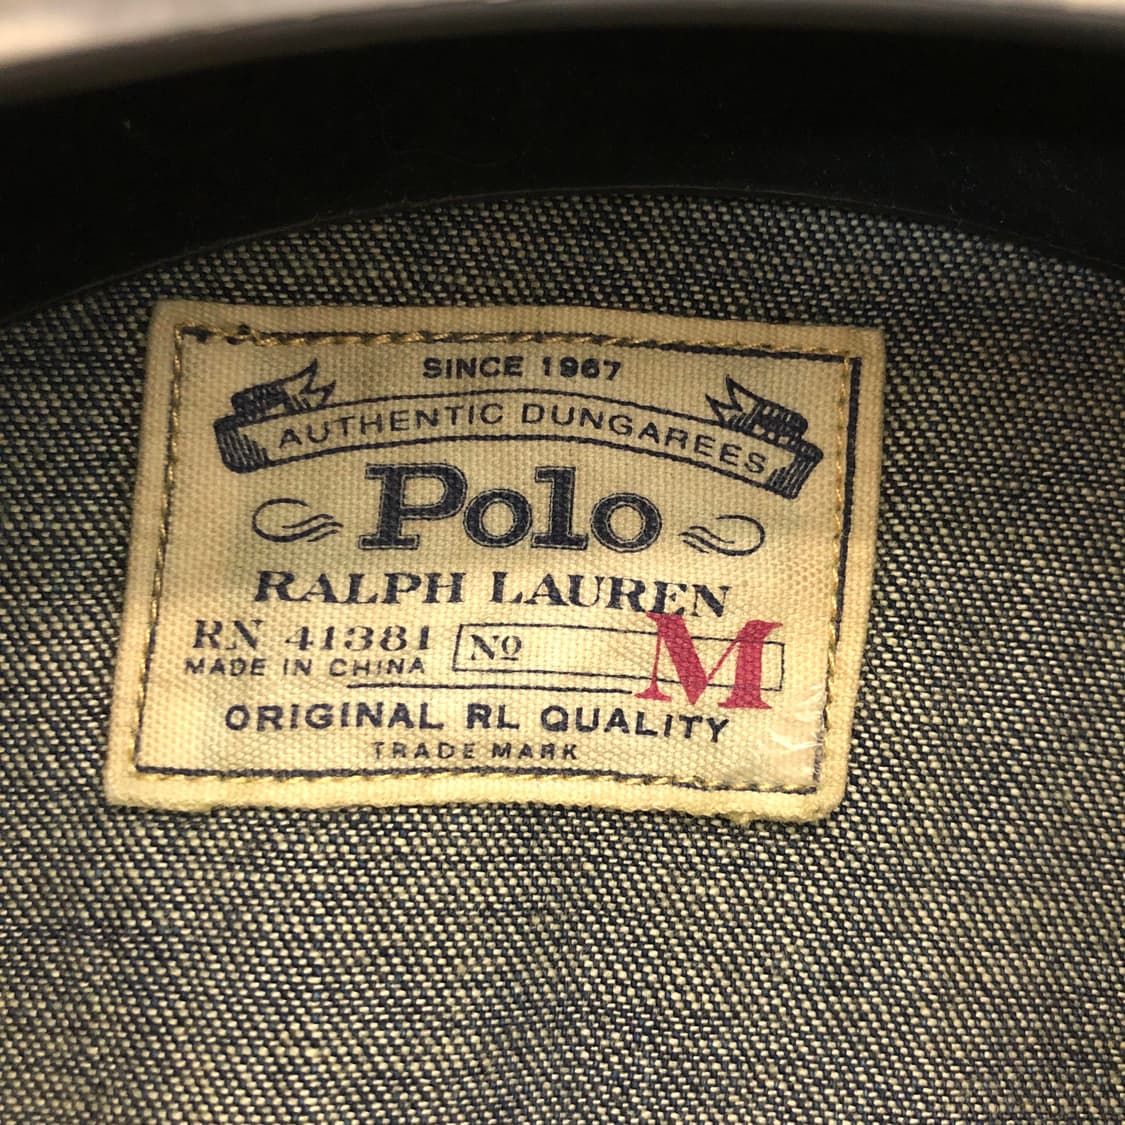 SINCE 1967
AUTHENTIC DUNGAREES
Polo
RALPH LAUREN
RN 41381 No M
MADE IN CHINA
ORIGINAL RL QUALITY
TRADE MARK